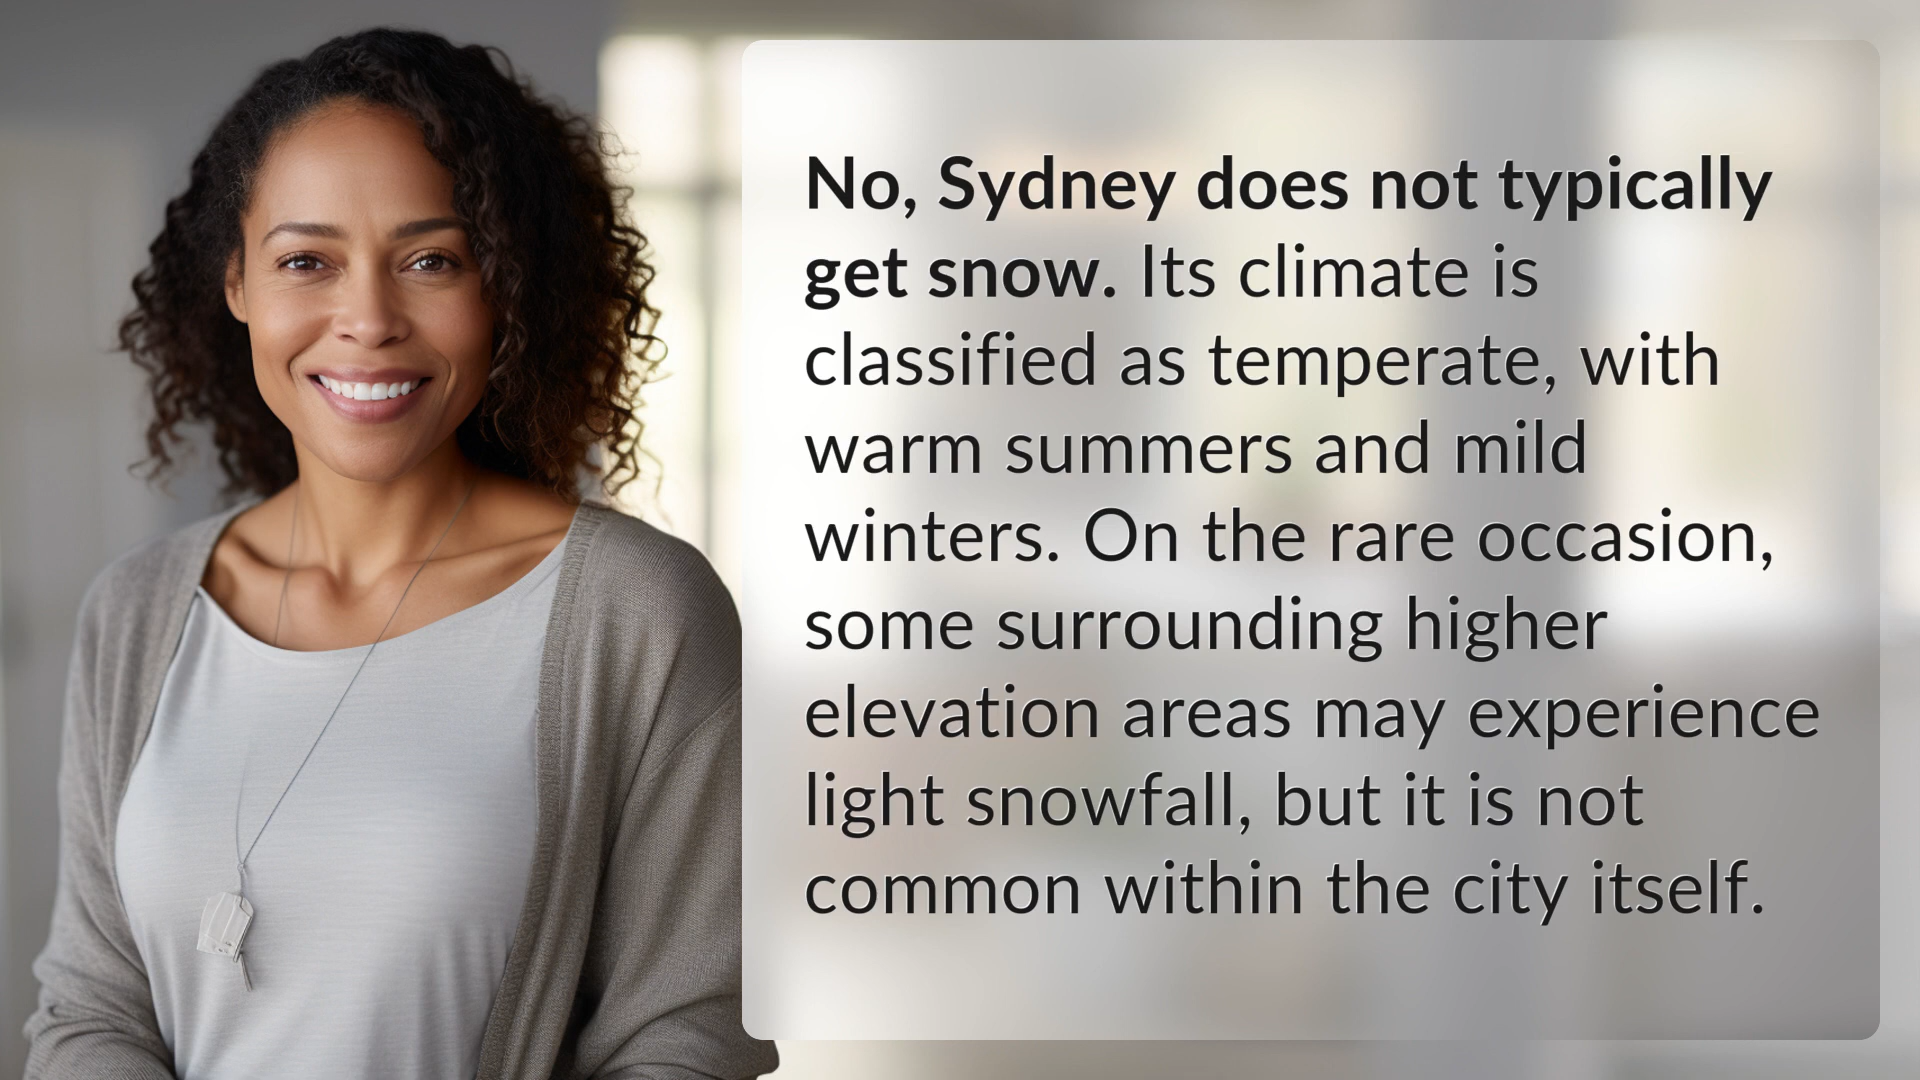 No, Sydney does not typically
get snow. Its climate is
classified as temperate, with
warm summers and mild
winters. On the rare occasion,
some surrounding higher
elevation areas may experience
light snowfall, but it is not
common within the city itself.